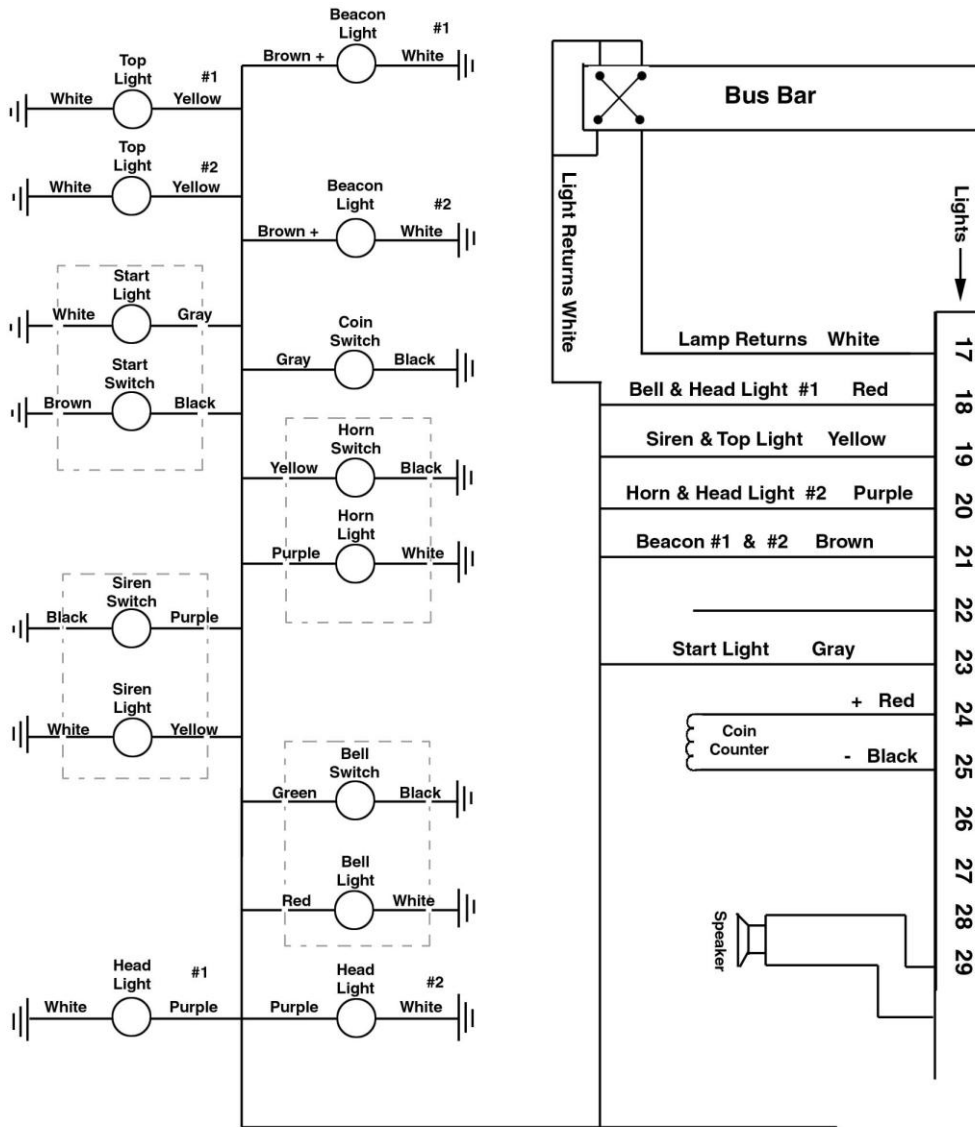 Beacon
Light
#1
Brown +
White
Top
Light
#1
White
Yellow
Top
Light
#2
White
Yellow
Beacon
Light
#2
Brown +
White
Start
Light
White
Gray
Start
Switch
Brown
Black
Coin
Switch
Gray
Black
Horn
Switch
Yellow
Black
Horn
Light
Purple
White
Siren
Switch
Black
Purple
Siren
Light
White
Yellow
Bell
Switch
Green
Black
Bell
Light
Red
White
Head
Light
#1
White
Purple
Head
Light
#2
Purple
White
Bus Bar
Light Returns White
Lights
Lamp Returns White
17
Bell & Head Light #1 Red
18
Siren & Top Light Yellow
19
Horn & Head Light #2 Purple
20
Beacon #1 & #2 Brown
21
22
Start Light Gray
23
+ Red
24
Coin
Counter
- Black
25
26
27
28
29
Speaker